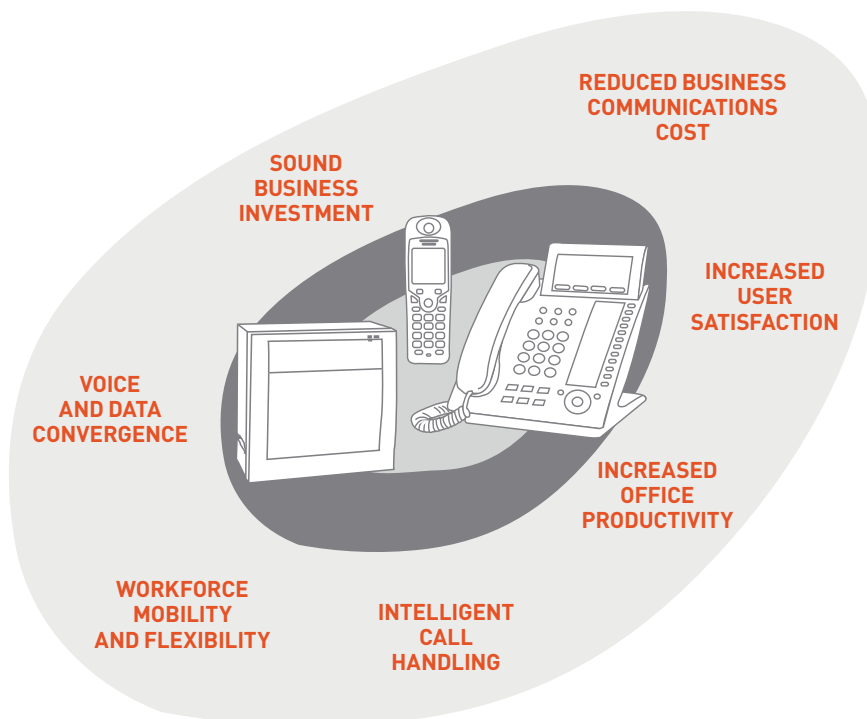 REDUCED BUSINESS
COMMUNICATIONS
COST
SOUND
BUSINESS
INVESTMENT
INCREASED
USER
SATISFACTION
VOICE
AND DATA
CONVERGENCE
INCREASED
OFFICE
PRODUCTIVITY
WORKFORCE
MOBILITY
AND FLEXIBILITY
INTELLIGENT
CALL
HANDLING